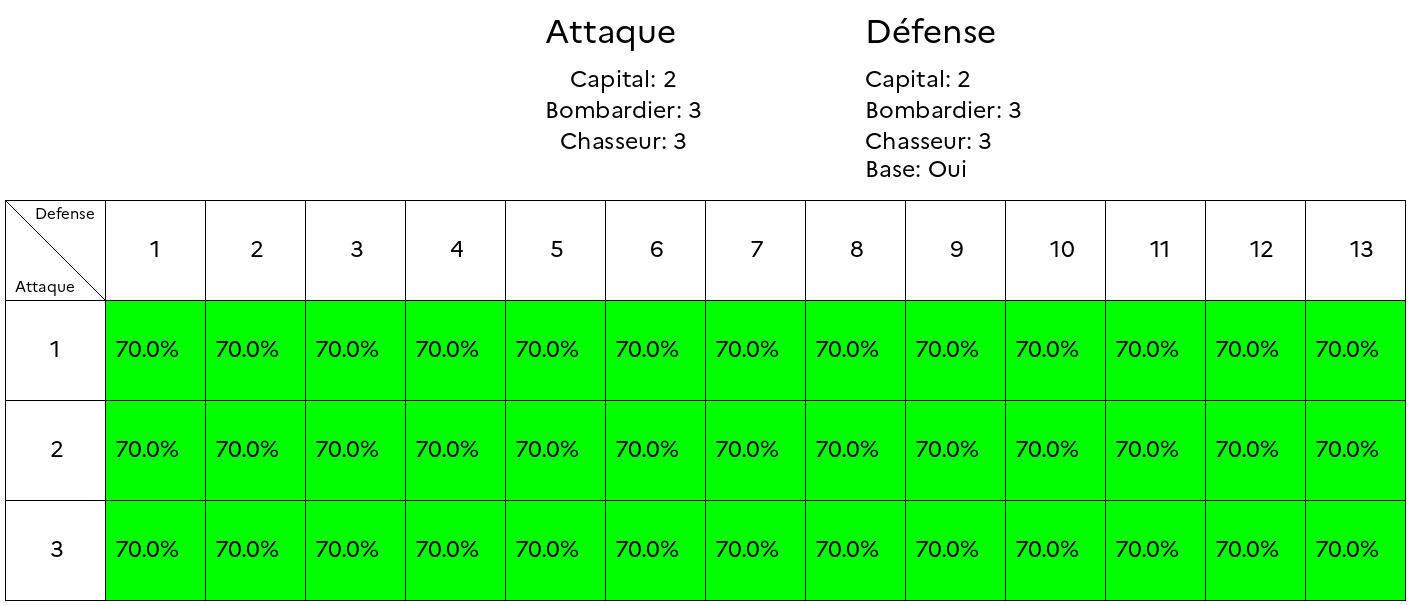 Attaque
Capital: 2
Bombardier: 3
Chasseur: 3
Défense
Capital: 2
Bombardier: 3
Chasseur: 3
Base: Oui
Defense
Attaque
1 2 3 4 5 6 7 8 9 10 11 12 13
1 70.0% 70.0% 70.0% 70.0% 70.0% 70.0% 70.0% 70.0% 70.0% 70.0% 70.0% 70.0% 70.0%
2 70.0% 70.0% 70.0% 70.0% 70.0% 70.0% 70.0% 70.0% 70.0% 70.0% 70.0% 70.0% 70.0%
3 70.0% 70.0% 70.0% 70.0% 70.0% 70.0% 70.0% 70.0% 70.0% 70.0% 70.0% 70.0% 70.0%